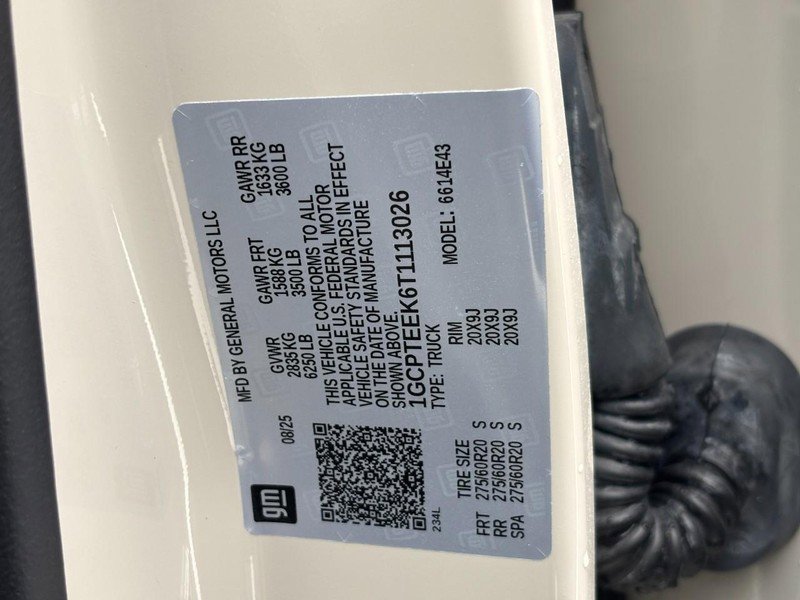 gm
MFD BY GENERAL MOTORS LLC
08/25
GVWR GAWR FRT GAWR RR
2835 KG 1588 KG 1633 KG
6250 LB 3500 LB 3600 LB
THIS VEHICLE CONFORMS TO ALL
APPLICABLE U.S. FEDERAL MOTOR
VEHICLE SAFETY STANDARDS IN EFFECT
ON THE DATE OF MANUFACTURE
SHOWN ABOVE.
1GCPTEEK6T1113026
TYPE: TRUCK MODEL: 6614E43
234L
TIRE SIZE RIM
FRT 275/60R20 S 20X9J
RR 275/60R20 S 20X9J
SPA 275/60R20 S 20X9J